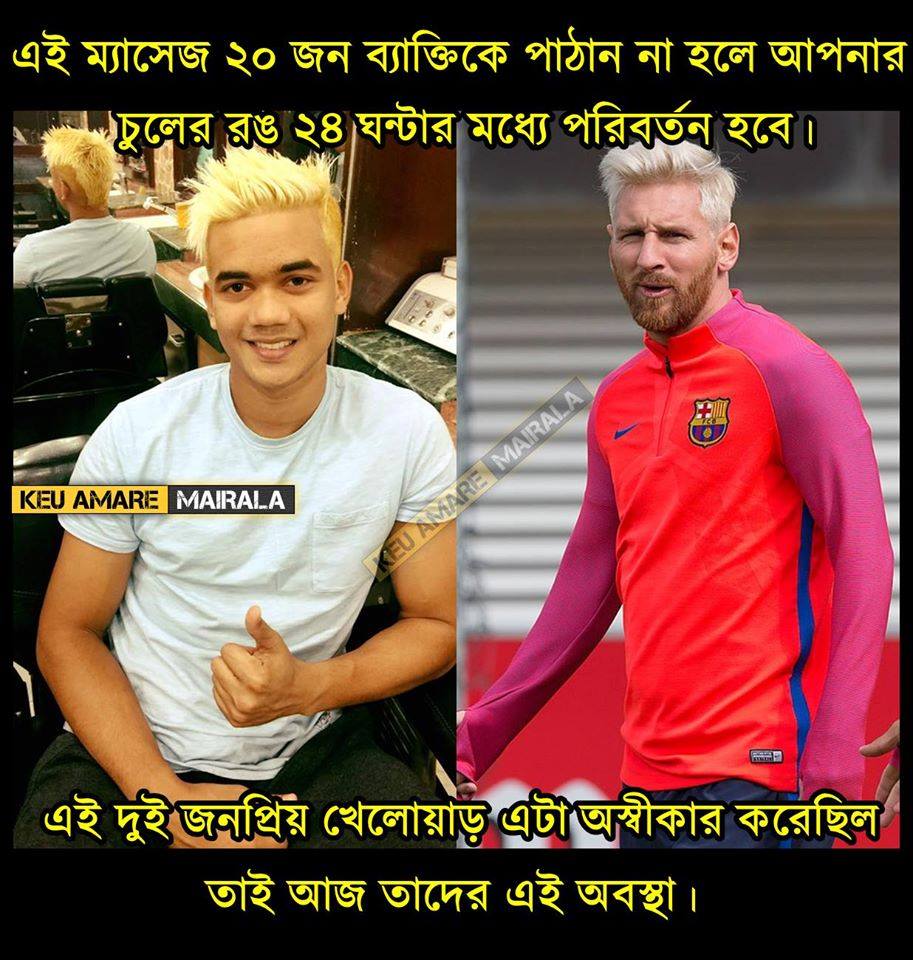 এই ম্যাসেজ ২০ জন ব্যাক্তিকে পাঠান না হলে আপনার
চুলের রঙ ২৪ ঘন্টার মধ্যে পরিবর্তন হবে।
KEU AMARE MAIRALA
KEU AMARE MAIRALA
FCB
এই দুই জনপ্রিয় খেলোয়াড় এটা অস্বীকার করেছিল
তাই আজ তাদের এই অবস্থা।